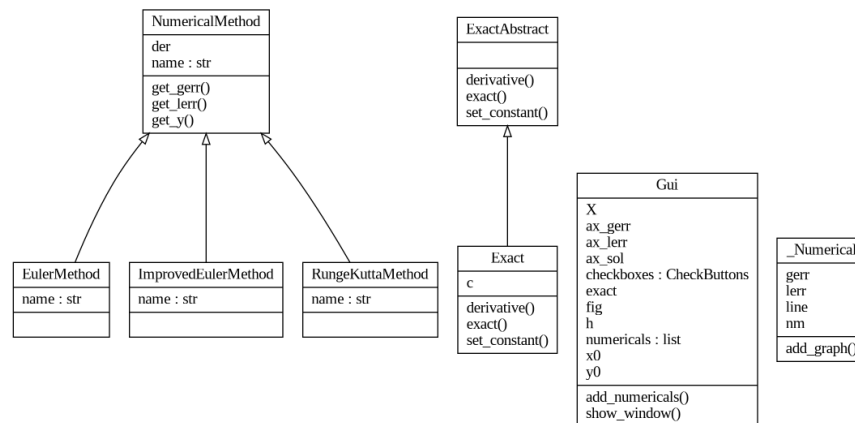 NumericalMethod
der
name : str
get_gerr()
get_lerr()
get_y()
ExactAbstract
derivative()
exact()
set_constant()
EulerMethod
name : str
ImprovedEulerMethod
name : str
RungeKuttaMethod
name : str
Exact
c
derivative()
exact()
set_constant()
Gui
X
ax_gerr
ax_lerr
ax_sol
checkboxes : CheckButtons
exact
fig
h
numericals : list
x0
y0
add_numericals()
show_window()
_Numerical
gerr
lerr
line
nm
add_graph()